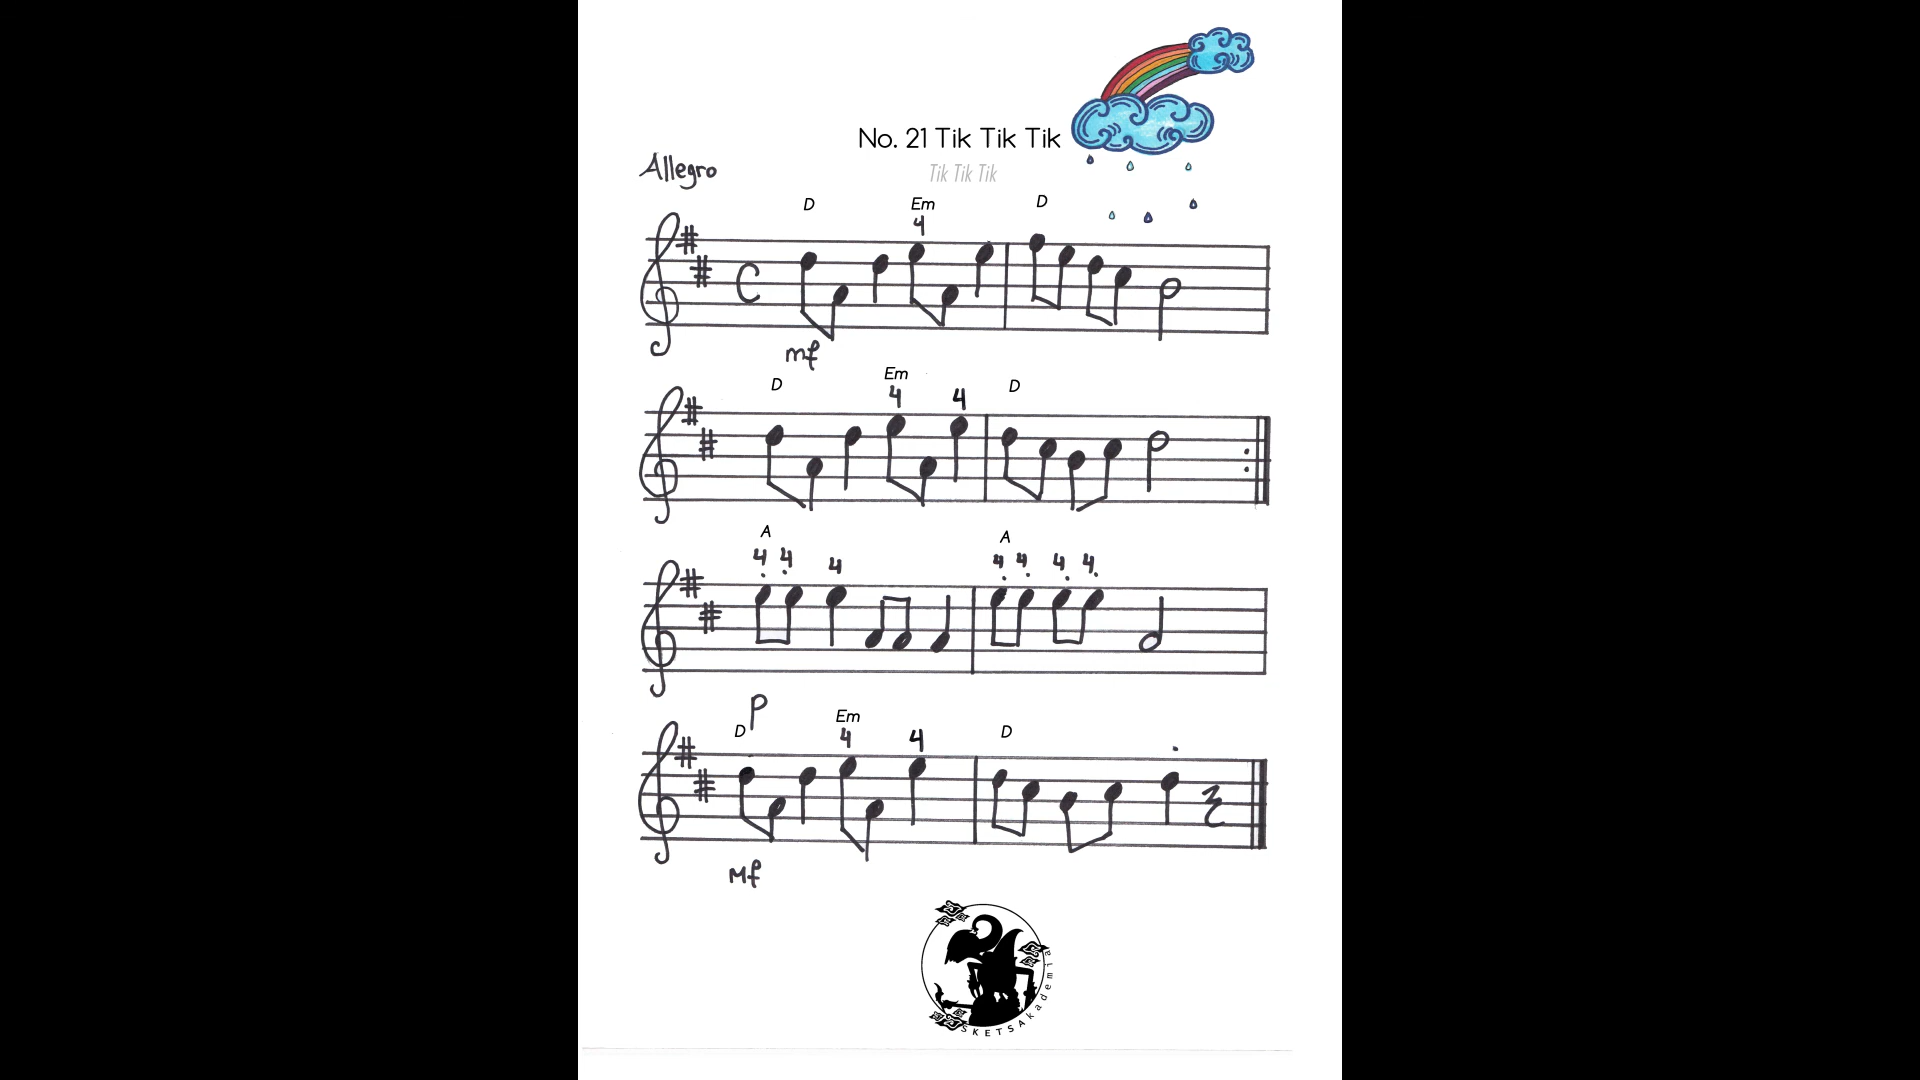 No. 21 Tik Tik Tik
Allegro
Tik Tik Tik
D Em D
4
mf
D Em D
4 4
A A
4 4 4 4 4 4 4
p
D Em D
4 4
Mf
SKETSAkademia